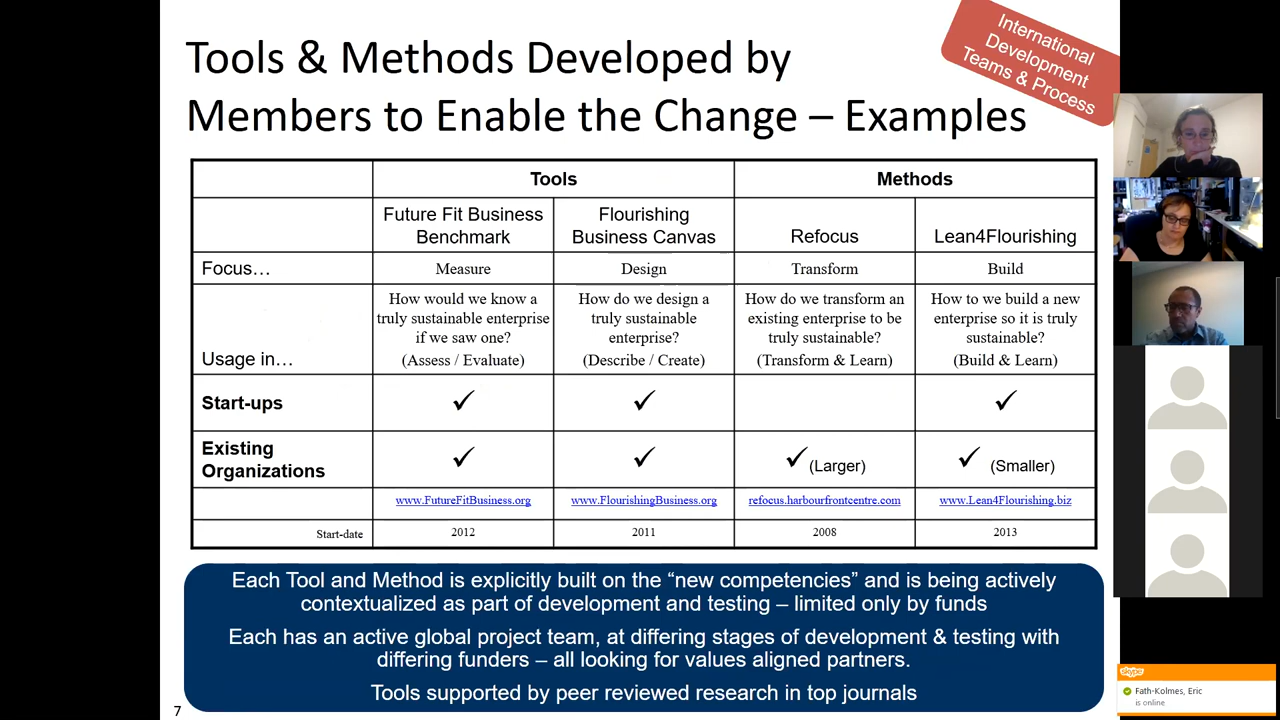 Tools & Methods Developed by
Members to Enable the Change – Examples
International
Development
Teams & Process
Tools
Methods
Future Fit Business
Benchmark
Flourishing
Business Canvas
Refocus
Lean4Flourishing
Focus…
Measure
Design
Transform
Build
Usage in…
How would we know a
truly sustainable enterprise
if we saw one?
(Assess / Evaluate)
How do we design a
truly sustainable
enterprise?
(Describe / Create)
How do we transform an
existing enterprise to be
truly sustainable?
(Transform & Learn)
How to we build a new
enterprise so it is truly
sustainable?
(Build & Learn)
Start-ups
✓
✓
✓
Existing
Organizations
✓
✓
✓ (Larger)
✓ (Smaller)
www.FutureFitBusiness.org
www.FlourishingBusiness.org
refocus.harbourfrontcentre.com
www.Lean4Flourishing.biz
Start-date
2012
2011
2008
2013
Each Tool and Method is explicitly built on the “new competencies” and is being actively
contextualized as part of development and testing – limited only by funds
Each has an active global project team, at differing stages of development & testing with
differing funders – all looking for values aligned partners.
Tools supported by peer reviewed research in top journals
7
skype
Fath-Kolmes, Eric
is online